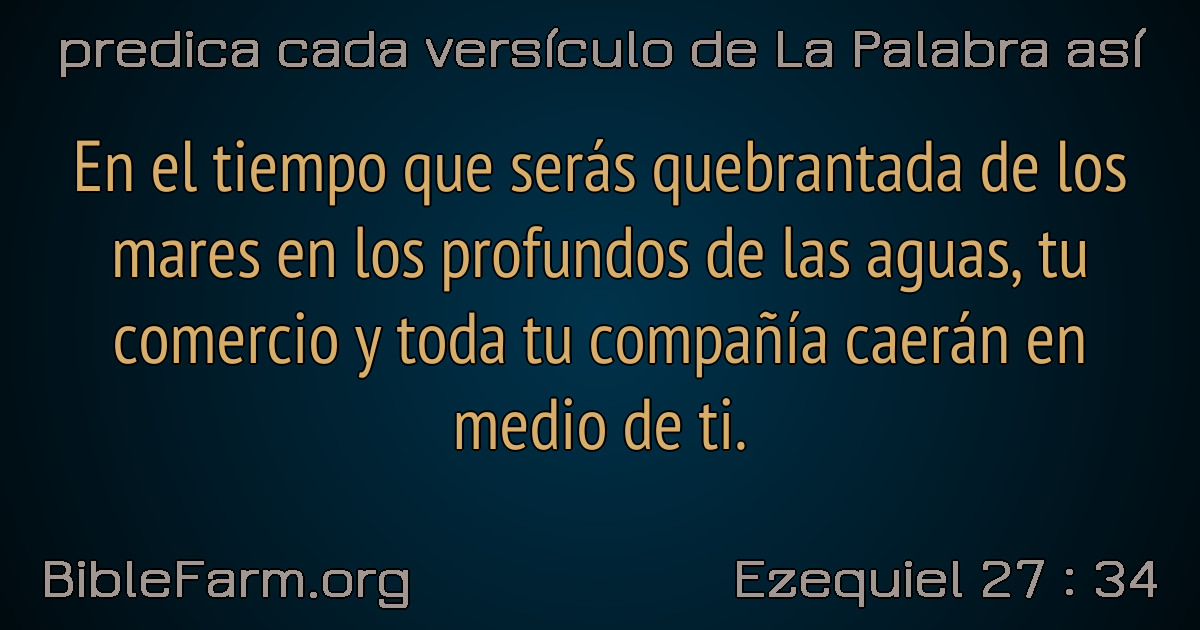 predica cada versículo de La Palabra así
En el tiempo que serás quebrantada de los
mares en los profundos de las aguas, tu
comercio y toda tu compañía caerán en
medio de ti.
BibleFarm.org
Ezequiel 27 : 34